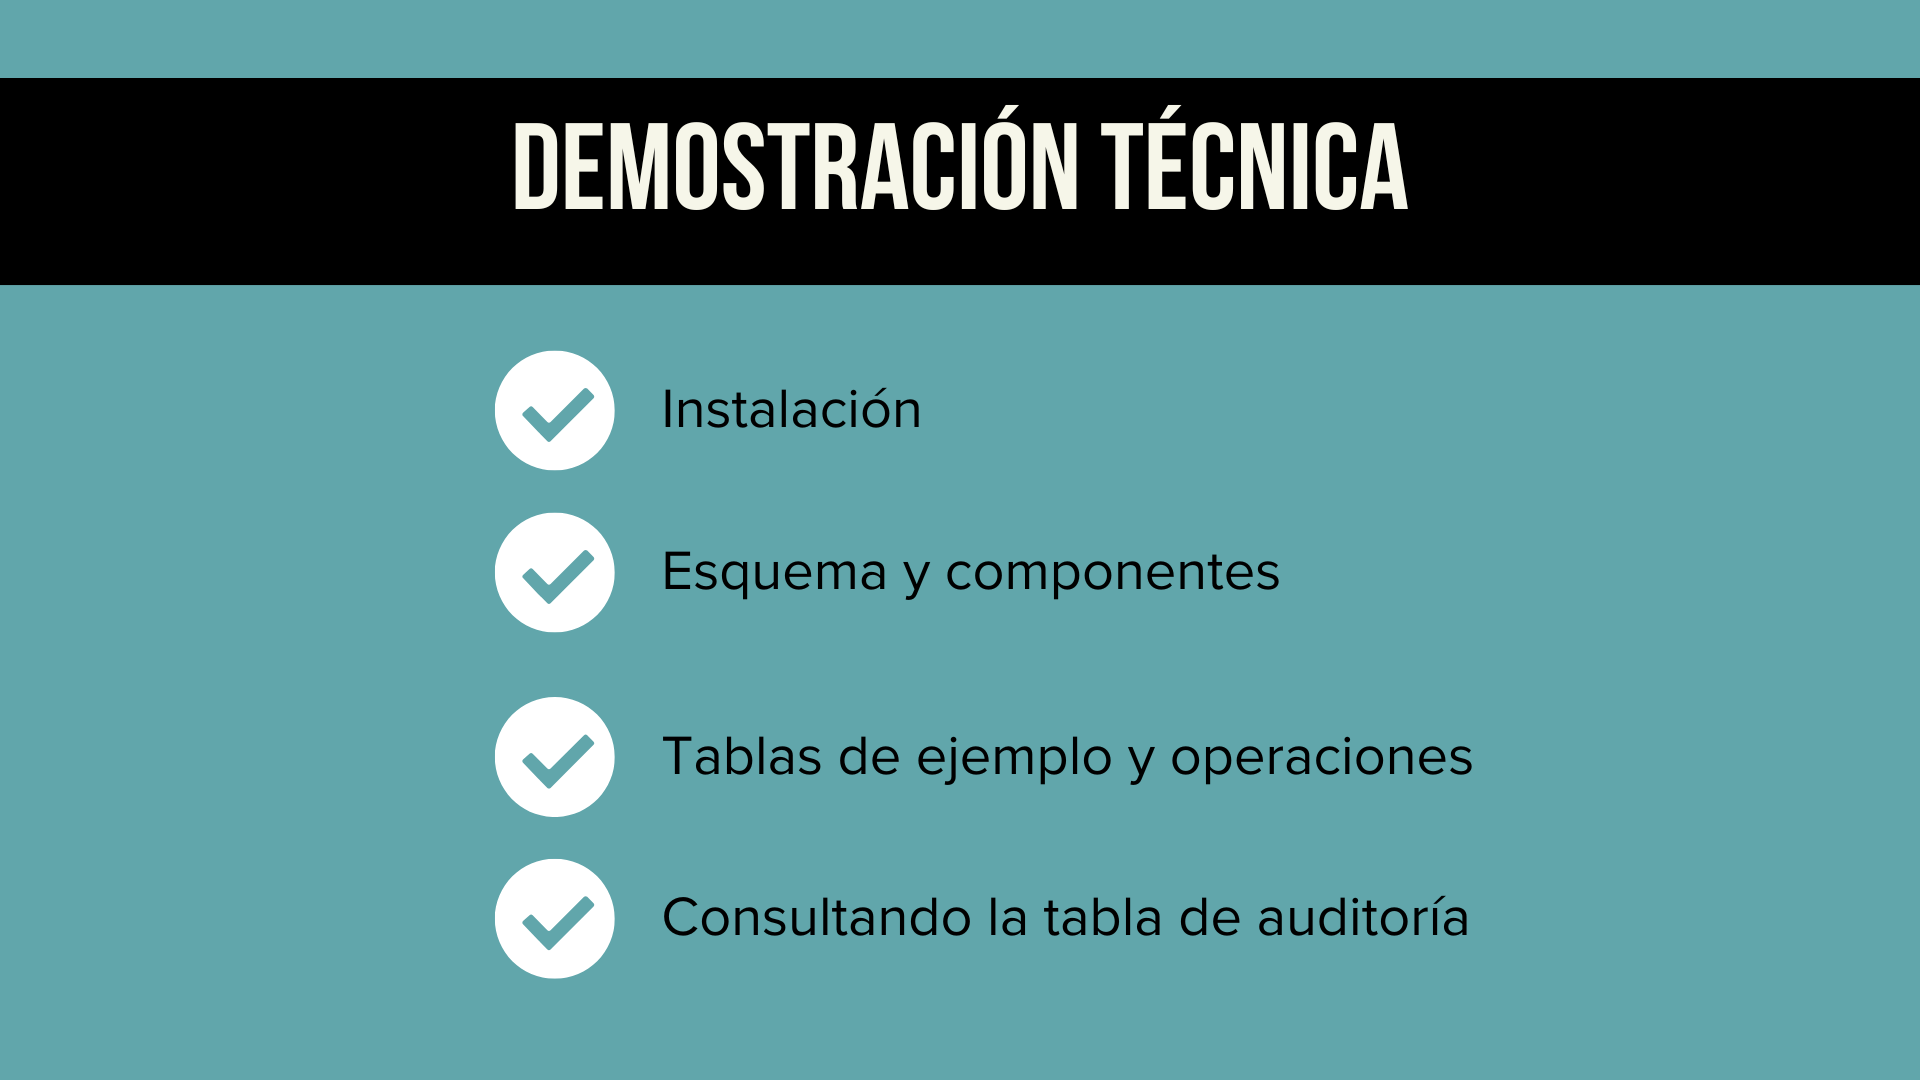 DEMOSTRACIÓN TÉCNICA
Instalación
Esquema y componentes
Tablas de ejemplo y operaciones
Consultando la tabla de auditoría